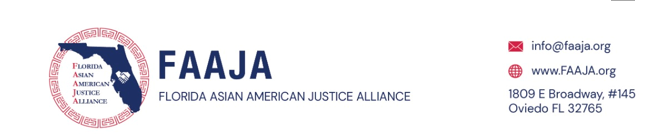 FLORIDA
ASIAN
AMERICAN
JUSTICE
ALLIANCE
FAAJA
FLORIDA ASIAN AMERICAN JUSTICE ALLIANCE
info@faaja.org
www.FAAJA.org
1809 E Broadway, #145
Oviedo FL 32765